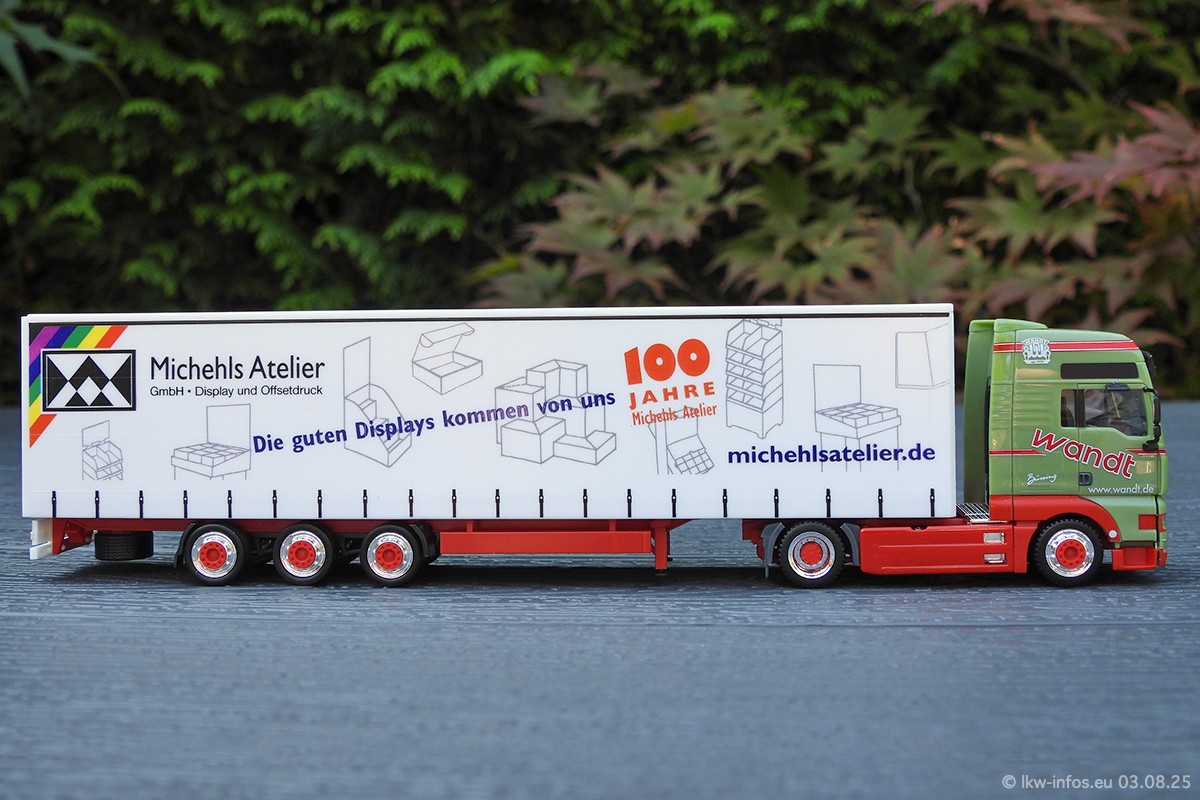 Michehls Atelier
GmbH • Display und Offsetdruck
Die guten Displays kommen von uns
100
JAHRE
Michehls Atelier
michehlsatelier.de
wandt
Büssing
www.wandt.de
© lkw-infos.eu 03.08.25